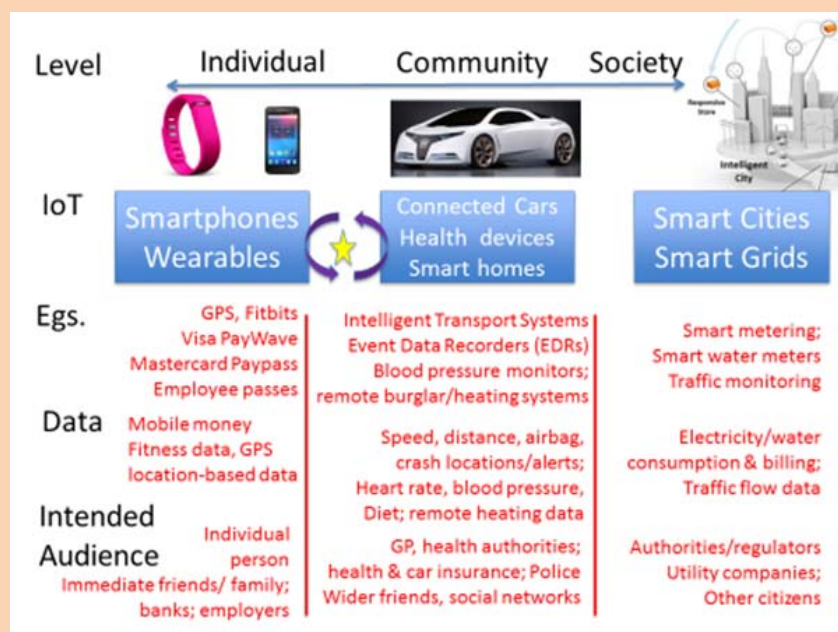 Level
Individual
Community
Society
Responsive
Store
Intelligent
City
IoT
Smartphones
Wearables
Connected Cars
Health devices
Smart homes
Smart Cities
Smart Grids
Egs.
GPS, Fitbits
Visa PayWave
Mastercard Paypass
Employee passes
Intelligent Transport Systems
Event Data Recorders (EDRs)
Blood pressure monitors;
remote burglar/heating systems
Smart metering;
Smart water meters
Traffic monitoring
Data
Mobile money
Fitness data, GPS
location-based data
Speed, distance, airbag,
crash locations/alerts;
Heart rate, blood pressure,
Diet; remote heating data
Electricity/water
consumption & billing;
Traffic flow data
Intended
Audience
Individual
person
Immediate friends/ family;
banks; employers
GP, health authorities;
health & car insurance; Police
Wider friends, social networks
Authorities/regulators
Utility companies;
Other citizens